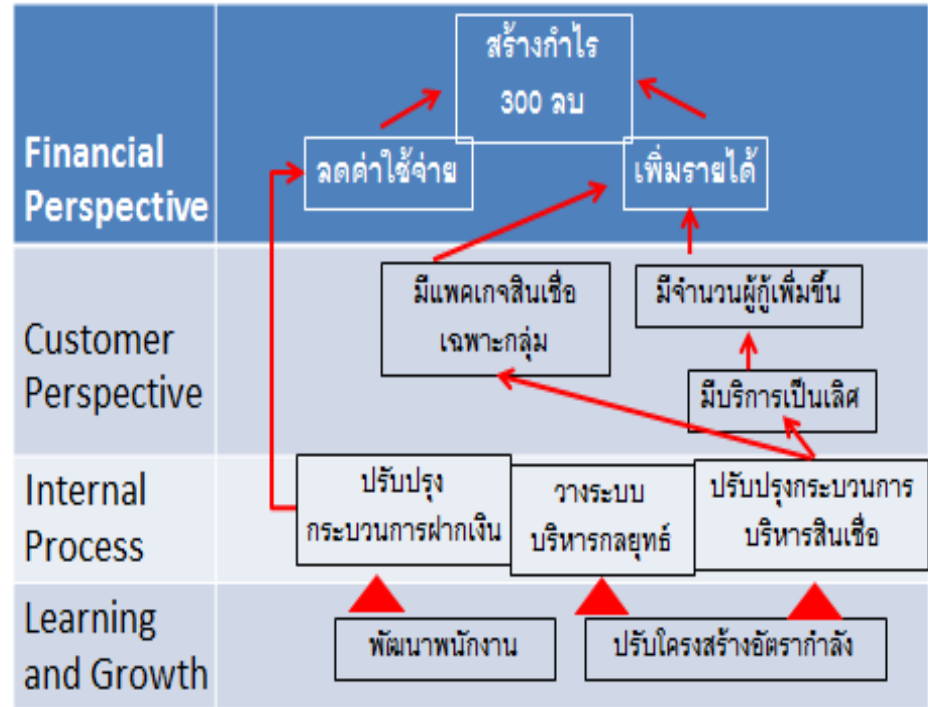 สร้างกำไร
300 ลบ
Financial
Perspective
ลดค่าใช้จ่าย
เพิ่มรายได้
Customer
Perspective
มีแพคเกจสินเชื่อ
เฉพาะกลุ่ม
มีจำนวนผู้กู้เพิ่มขึ้น
มีบริการเป็นเลิศ
Internal
Process
ปรับปรุง
กระบวนการฝากเงิน
วางระบบ
บริหารกลยุทธ์
ปรับปรุงกระบวนการ
บริหารสินเชื่อ
Learning
and Growth
พัฒนาพนักงาน
ปรับโครงสร้างอัตรากำลัง